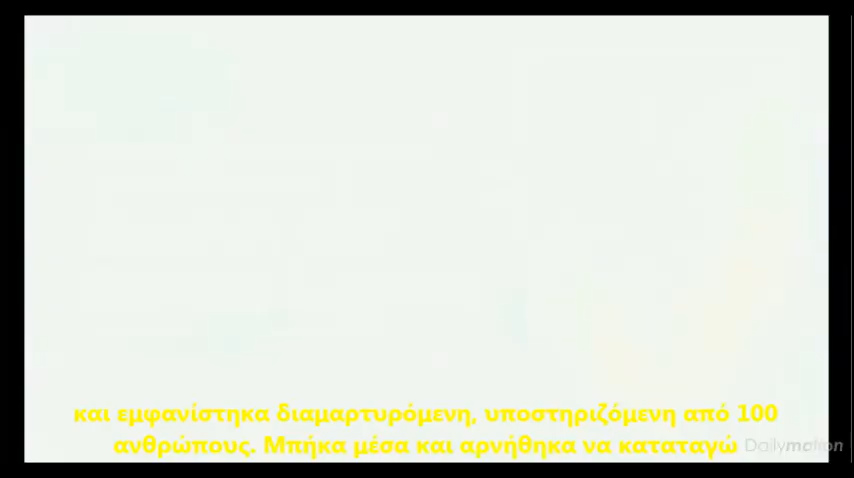 και εμφανίστηκα διαμαρτυρόμενη, υποστηριζόμενη από 100
ανθρώπους. Μπήκα μέσα και αρνήθηκα να καταταγώ
Dailymotion